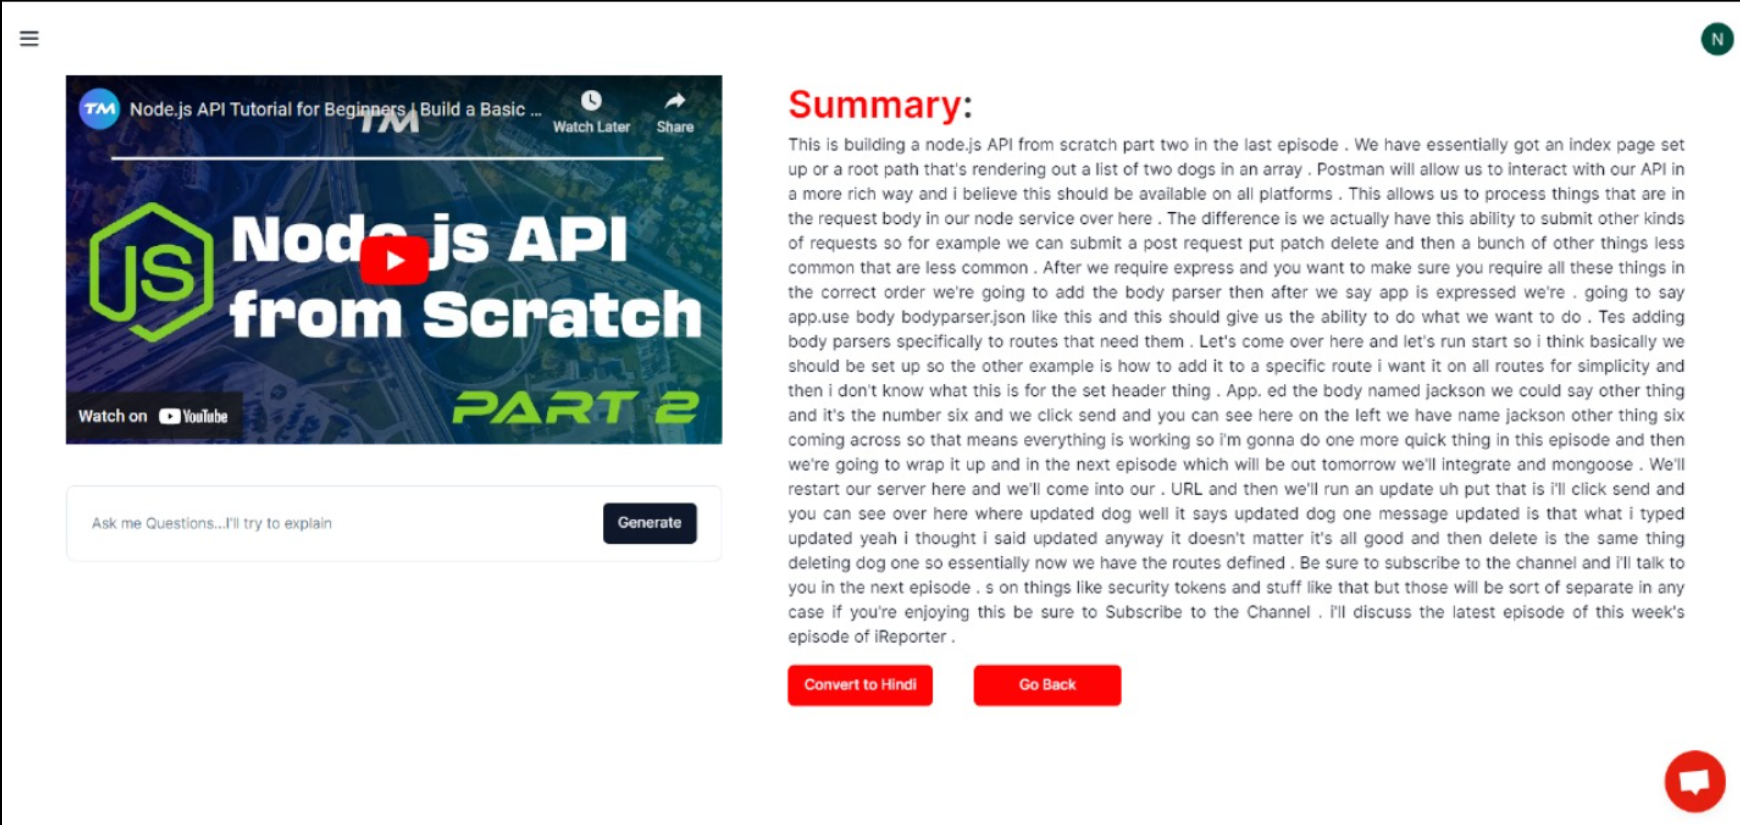 N
TM Node.js API Tutorial for Beginners | Build a Basic ...
Watch Later
Share
TM
JS
Node.js API
from Scratch
PART 2
Watch on YouTube
Ask me Questions...I'll try to explain
Generate
Summary:
This is building a node.js API from scratch part two in the last episode . We have essentially got an index page set
up or a root path that's rendering out a list of two dogs in an array . Postman will allow us to interact with our API in
a more rich way and i believe this should be available on all platforms . This allows us to process things that are in
the request body in our node service over here . The difference is we actually have this ability to submit other kinds
of requests so for example we can submit a post request put patch delete and then a bunch of other things less
common that are less common . After we require express and you want to make sure you require all these things in
the correct order we're going to add the body parser then after we say app is expressed we're . going to say
app.use body bodyparser.json like this and this should give us the ability to do what we want to do . Tes adding
body parsers specifically to routes that need them . Let's come over here and let's run start so i think basically we
should be set up so the other example is how to add it to a specific route i want it on all routes for simplicity and
then i don't know what this is for the set header thing . App. ed the body named jackson we could say other thing
and it's the number six and we click send and you can see here on the left we have name jackson other thing six
coming across so that means everything is working so i'm gonna do one more quick thing in this episode and then
we're going to wrap it up and in the next episode which will be out tomorrow we'll integrate and mongoose . We'll
restart our server here and we'll come into our . URL and then we'll run an update uh put that is i'll click send and
you can see over here where updated dog well it says updated dog one message updated is that what i typed
updated yeah i thought i said updated anyway it doesn't matter it's all good and then delete is the same thing
deleting dog one so essentially now we have the routes defined . Be sure to subscribe to the channel and i'll talk to
you in the next episode . s on things like security tokens and stuff like that but those will be sort of separate in any
case if you're enjoying this be sure to Subscribe to the Channel . i'll discuss the latest episode of this week's
episode of iReporter .
Convert to Hindi
Go Back